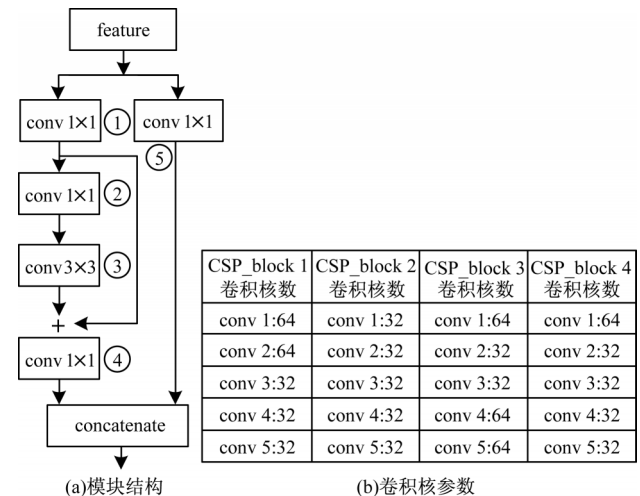 feature
conv 1×1 ① conv 1×1
⑤
conv 1×1 ②
conv3×3 ③
+
conv 1×1 ④
concatenate
(a)模块结构
CSP_block 1 CSP_block 2 CSP_block 3 CSP_block 4
卷积核数 卷积核数 卷积核数 卷积核数
conv 1:64 conv 1:32 conv 1:64 conv 1:64
conv 2:64 conv 2:32 conv 2:32 conv 2:32
conv 3:32 conv 3:32 conv 3:32 conv 3:32
conv 4:32 conv 4:32 conv 4:64 conv 4:32
conv 5:32 conv 5:32 conv 5:64 conv 5:32
(b)卷积核参数